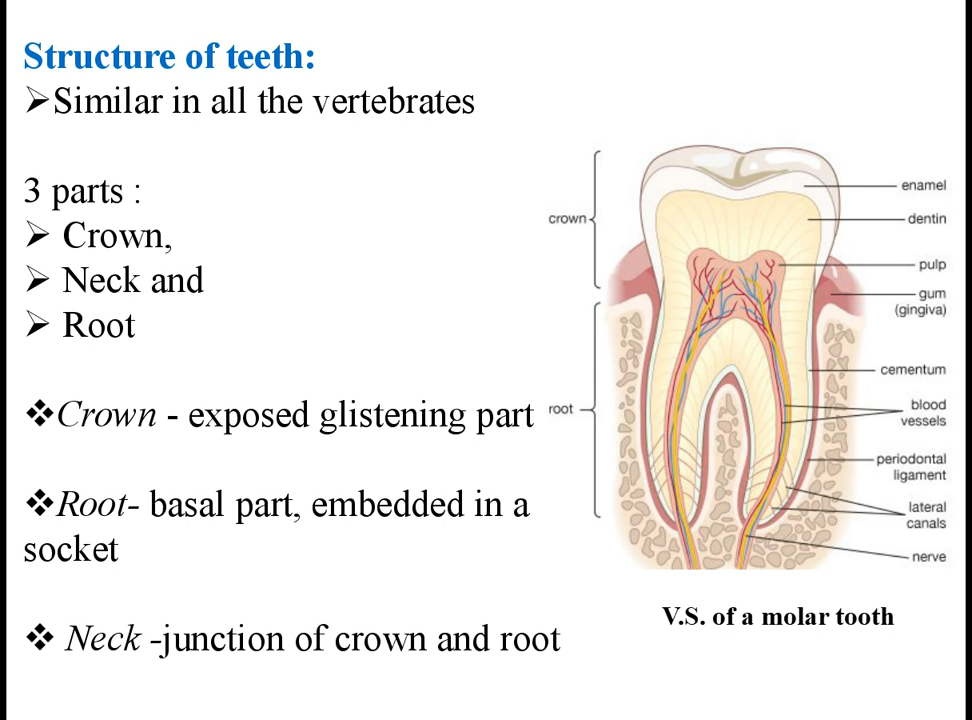 Structure of teeth:
➢Similar in all the vertebrates
3 parts :
➢ Crown,
➢ Neck and
➢ Root
❖Crown - exposed glistening part
❖Root- basal part, embedded in a
socket
❖ Neck -junction of crown and root
crown
root
enamel
dentin
pulp
gum
(gingiva)
cementum
blood
vessels
periodontal
ligament
lateral
canals
nerve
V.S. of a molar tooth